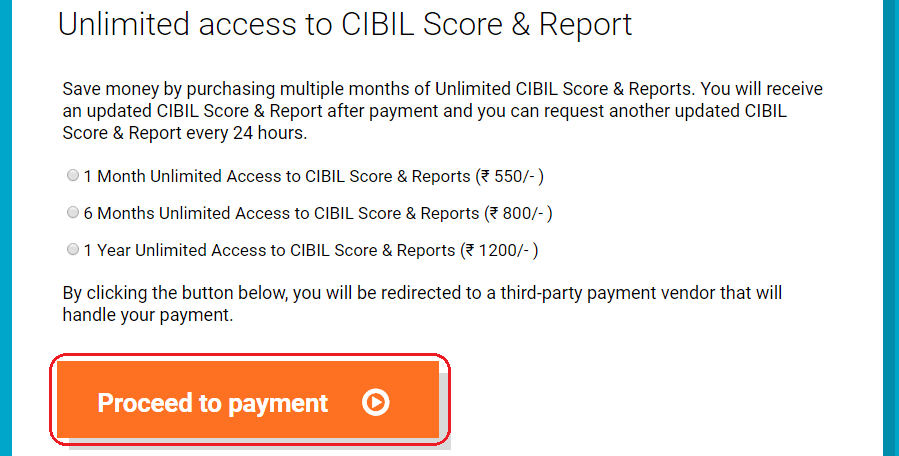 Unlimited access to CIBIL Score & Report
Save money by purchasing multiple months of Unlimited CIBIL Score & Reports. You will receive
an updated CIBIL Score & Report after payment and you can request another updated CIBIL
Score & Report every 24 hours.
1 Month Unlimited Access to CIBIL Score & Reports (₹ 550/- )
6 Months Unlimited Access to CIBIL Score & Reports (₹ 800/- )
1 Year Unlimited Access to CIBIL Score & Reports (₹ 1200/- )
By clicking the button below, you will be redirected to a third-party payment vendor that will
handle your payment.
Proceed to payment